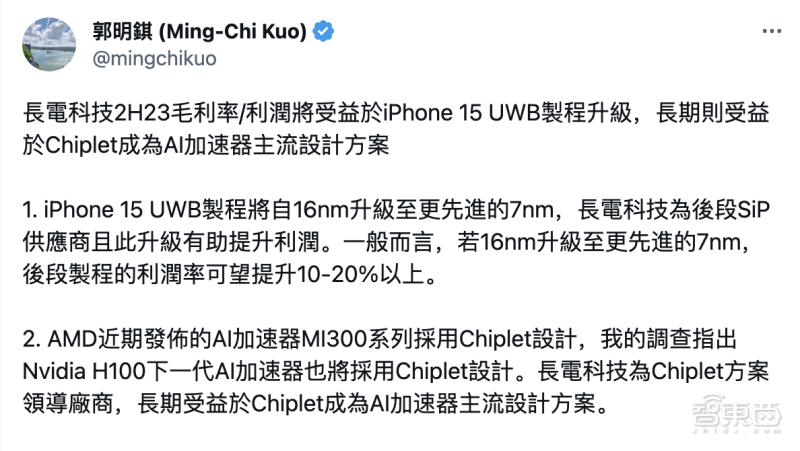 郭明錤 (Ming-Chi Kuo)
@mingchikuo
長電科技2H23毛利率/利潤將受益於iPhone 15 UWB製程升級，長期則受益
於Chiplet成為AI加速器主流設計方案
1. iPhone 15 UWB製程將自16nm升級至更先進的7nm，長電科技為後段SiP
供應商且此升級有助提升利潤。一般而言，若16nm升級至更先進的7nm，
後段製程的利潤率可望提升10-20%以上。
2. AMD近期發佈的AI加速器MI300系列採用Chiplet設計，我的調查指出
Nvidia H100下一代AI加速器也將採用Chiplet設計。長電科技為Chiplet方案
領導廠商，長期受益於Chiplet成為AI加速器主流設計方案。
智東西
zhidx.com